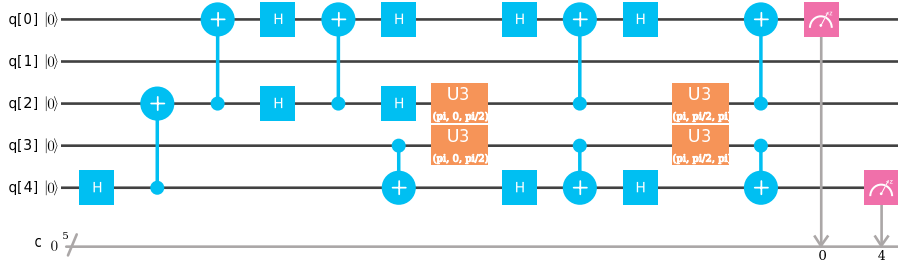 q[0] |0⟩ + H + H H + H + z
q[1] |0⟩
q[2] |0⟩ + H H U3 (pi, 0, pi/2) U3 (pi, pi/2, pi)
q[3] |0⟩ U3 (pi, 0, pi/2) U3 (pi, pi/2, pi)
q[4] |0⟩ H + H + H + z
c 0 5
0 4